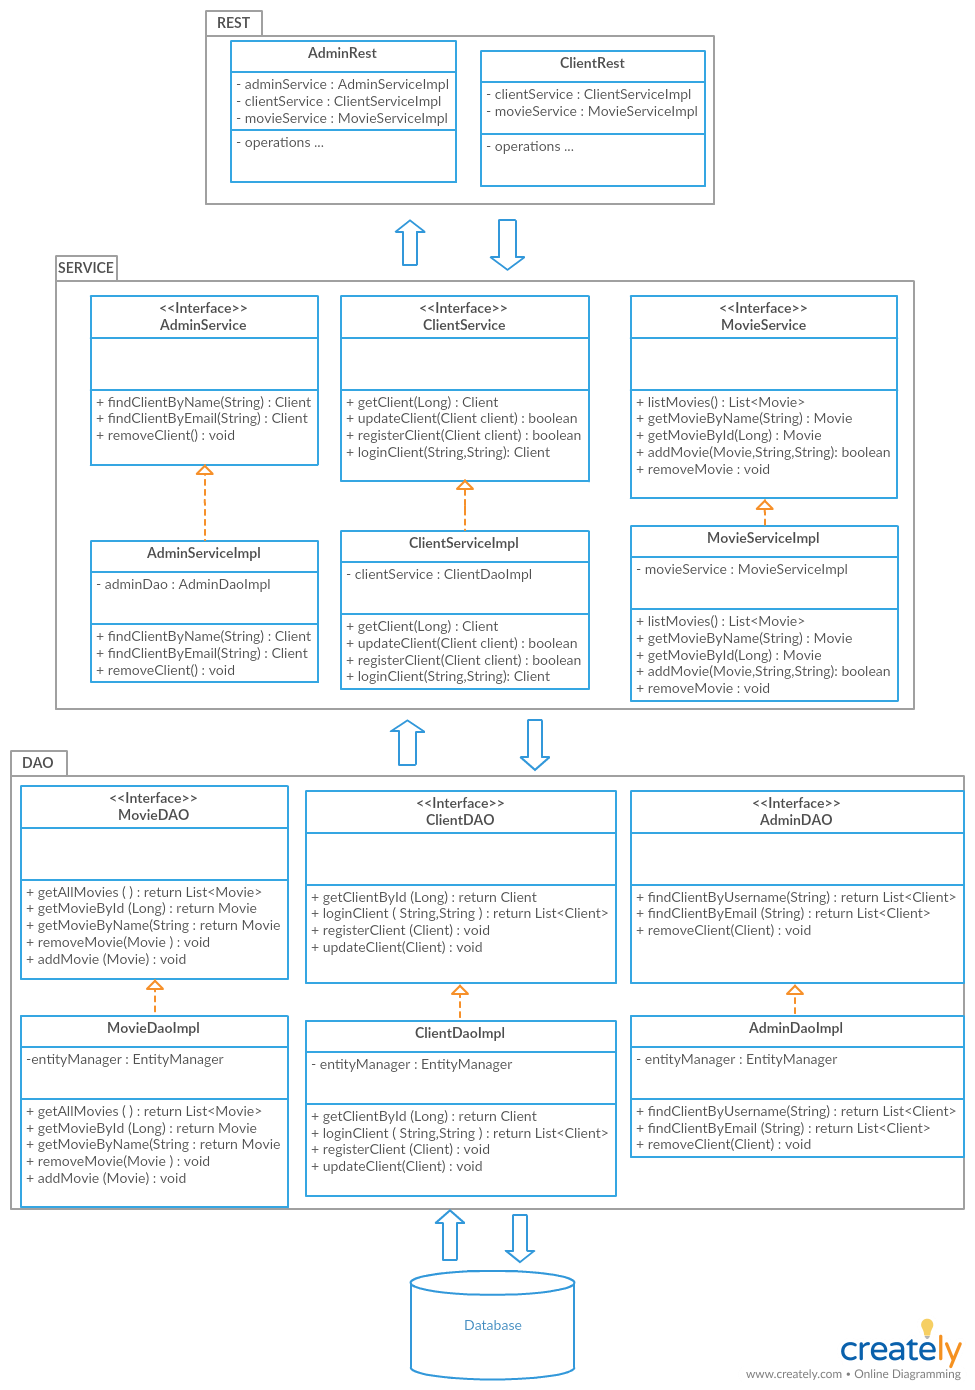 REST
AdminRest
- adminService : AdminServiceImpl
- clientService : ClientServiceImpl
- movieService : MovieServiceImpl
- operations ...
ClientRest
- clientService : ClientServiceImpl
- movieService : MovieServiceImpl
- operations ...
SERVICE
<<Interface>>
AdminService
+ findClientByName(String) : Client
+ findClientByEmail(String) : Client
+ removeClient() : void
<<Interface>>
ClientService
+ getClient(Long) : Client
+ updateClient(Client client) : boolean
+ registerClient(Client client) : boolean
+ loginClient(String,String): Client
<<Interface>>
MovieService
+ listMovies() : List<Movie>
+ getMovieByName(String) : Movie
+ getMovieById(Long) : Movie
+ addMovie(Movie,String,String): boolean
+ removeMovie : void
AdminServiceImpl
- adminDao : AdminDaoImpl
+ findClientByName(String) : Client
+ findClientByEmail(String) : Client
+ removeClient() : void
ClientServiceImpl
- clientService : ClientDaoImpl
+ getClient(Long) : Client
+ updateClient(Client client) : boolean
+ registerClient(Client client) : boolean
+ loginClient(String,String): Client
MovieServiceImpl
- movieService : MovieServiceImpl
+ listMovies() : List<Movie>
+ getMovieByName(String) : Movie
+ getMovieById(Long) : Movie
+ addMovie(Movie,String,String): boolean
+ removeMovie : void
DAO
<<Interface>>
MovieDAO
+ getAllMovies ( ) : return List<Movie>
+ getMovieById (Long) : return Movie
+ getMovieByName(String : return Movie
+ removeMovie(Movie ) : void
+ addMovie (Movie) : void
<<Interface>>
ClientDAO
+ getClientById (Long) : return Client
+ loginClient ( String,String ) : return List<Client>
+ registerClient (Client) : void
+ updateClient(Client) : void
<<Interface>>
AdminDAO
+ findClientByUsername(String) : return List<Client>
+ findClientByEmail (String) : return List<Client>
+ removeClient(Client) : void
MovieDaoImpl
-entityManager : EntityManager
+ getAllMovies ( ) : return List<Movie>
+ getMovieById (Long) : return Movie
+ getMovieByName(String : return Movie
+ removeMovie(Movie ) : void
+ addMovie (Movie) : void
ClientDaoImpl
- entityManager : EntityManager
+ getClientById (Long) : return Client
+ loginClient ( String,String ) : return List<Client>
+ registerClient (Client) : void
+ updateClient(Client) : void
AdminDaoImpl
- entityManager : EntityManager
+ findClientByUsername(String) : return List<Client>
+ findClientByEmail (String) : return List<Client>
+ removeClient(Client) : void
Database
creately
www.creately.com • Online Diagramming